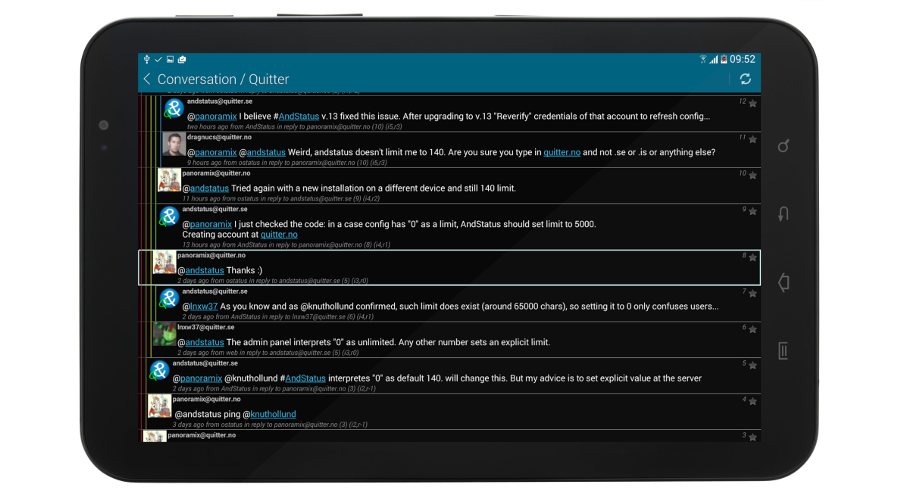 09:52
Conversation / Quitter
andstatus@quitter.se
12
@panoramix I believe #AndStatus v.13 fixed this issue. After upgrading to v.13 "Reverify" credentials of that account to refresh config...
two hours ago from AndStatus in reply to panoramix@quitter.no (10) (i5,r3)
dragnucs@quitter.no
11
@panoramix @andstatus Weird, andstatus doesn't limit me to 140. Are you sure you type in quitter.no and not .se or .is or anything else?
9 hours ago from ostatus in reply to panoramix@quitter.no (10) (i5,r3)
panoramix@quitter.no
10
@andstatus Tried again with a new installation on a different device and still 140 limit.
11 hours ago from ostatus in reply to andstatus@quitter.se (9) (i4,r2)
andstatus@quitter.se
9
@panoramix I just checked the code: in a case config has "0" as a limit, AndStatus should set limit to 5000.
Creating account at quitter.no
13 hours ago from AndStatus in reply to panoramix@quitter.no (8) (i4,r1)
panoramix@quitter.no
8
@andstatus Thanks :)
2 days ago from ostatus in reply to andstatus@quitter.se (5) (i3,r0)
andstatus@quitter.se
7
@lnxw37 As you know and as @knuthollund confirmed, such limit does exist (around 65000 chars), so setting it to 0 only confuses users...
2 days ago from AndStatus in reply to lnxw37@quitter.se (6) (i4,r1)
lnxw37@quitter.se
6
@andstatus The admin panel interprets "0" as unlimited. Any other number sets an explicit limit.
2 days ago from web in reply to andstatus@quitter.se (5) (i3,r0)
andstatus@quitter.se
5
@panoramix @knuthollund #AndStatus interpretes "0" as default 140. will change this. But my advice is to set explicit value at the server
2 days ago from AndStatus in reply to panoramix@quitter.no (3) (i2,r-1)
panoramix@quitter.no
4
@andstatus ping @knuthollund
3 days ago from ostatus in reply to panoramix@quitter.no (3) (i2,r-1)
panoramix@quitter.no
3